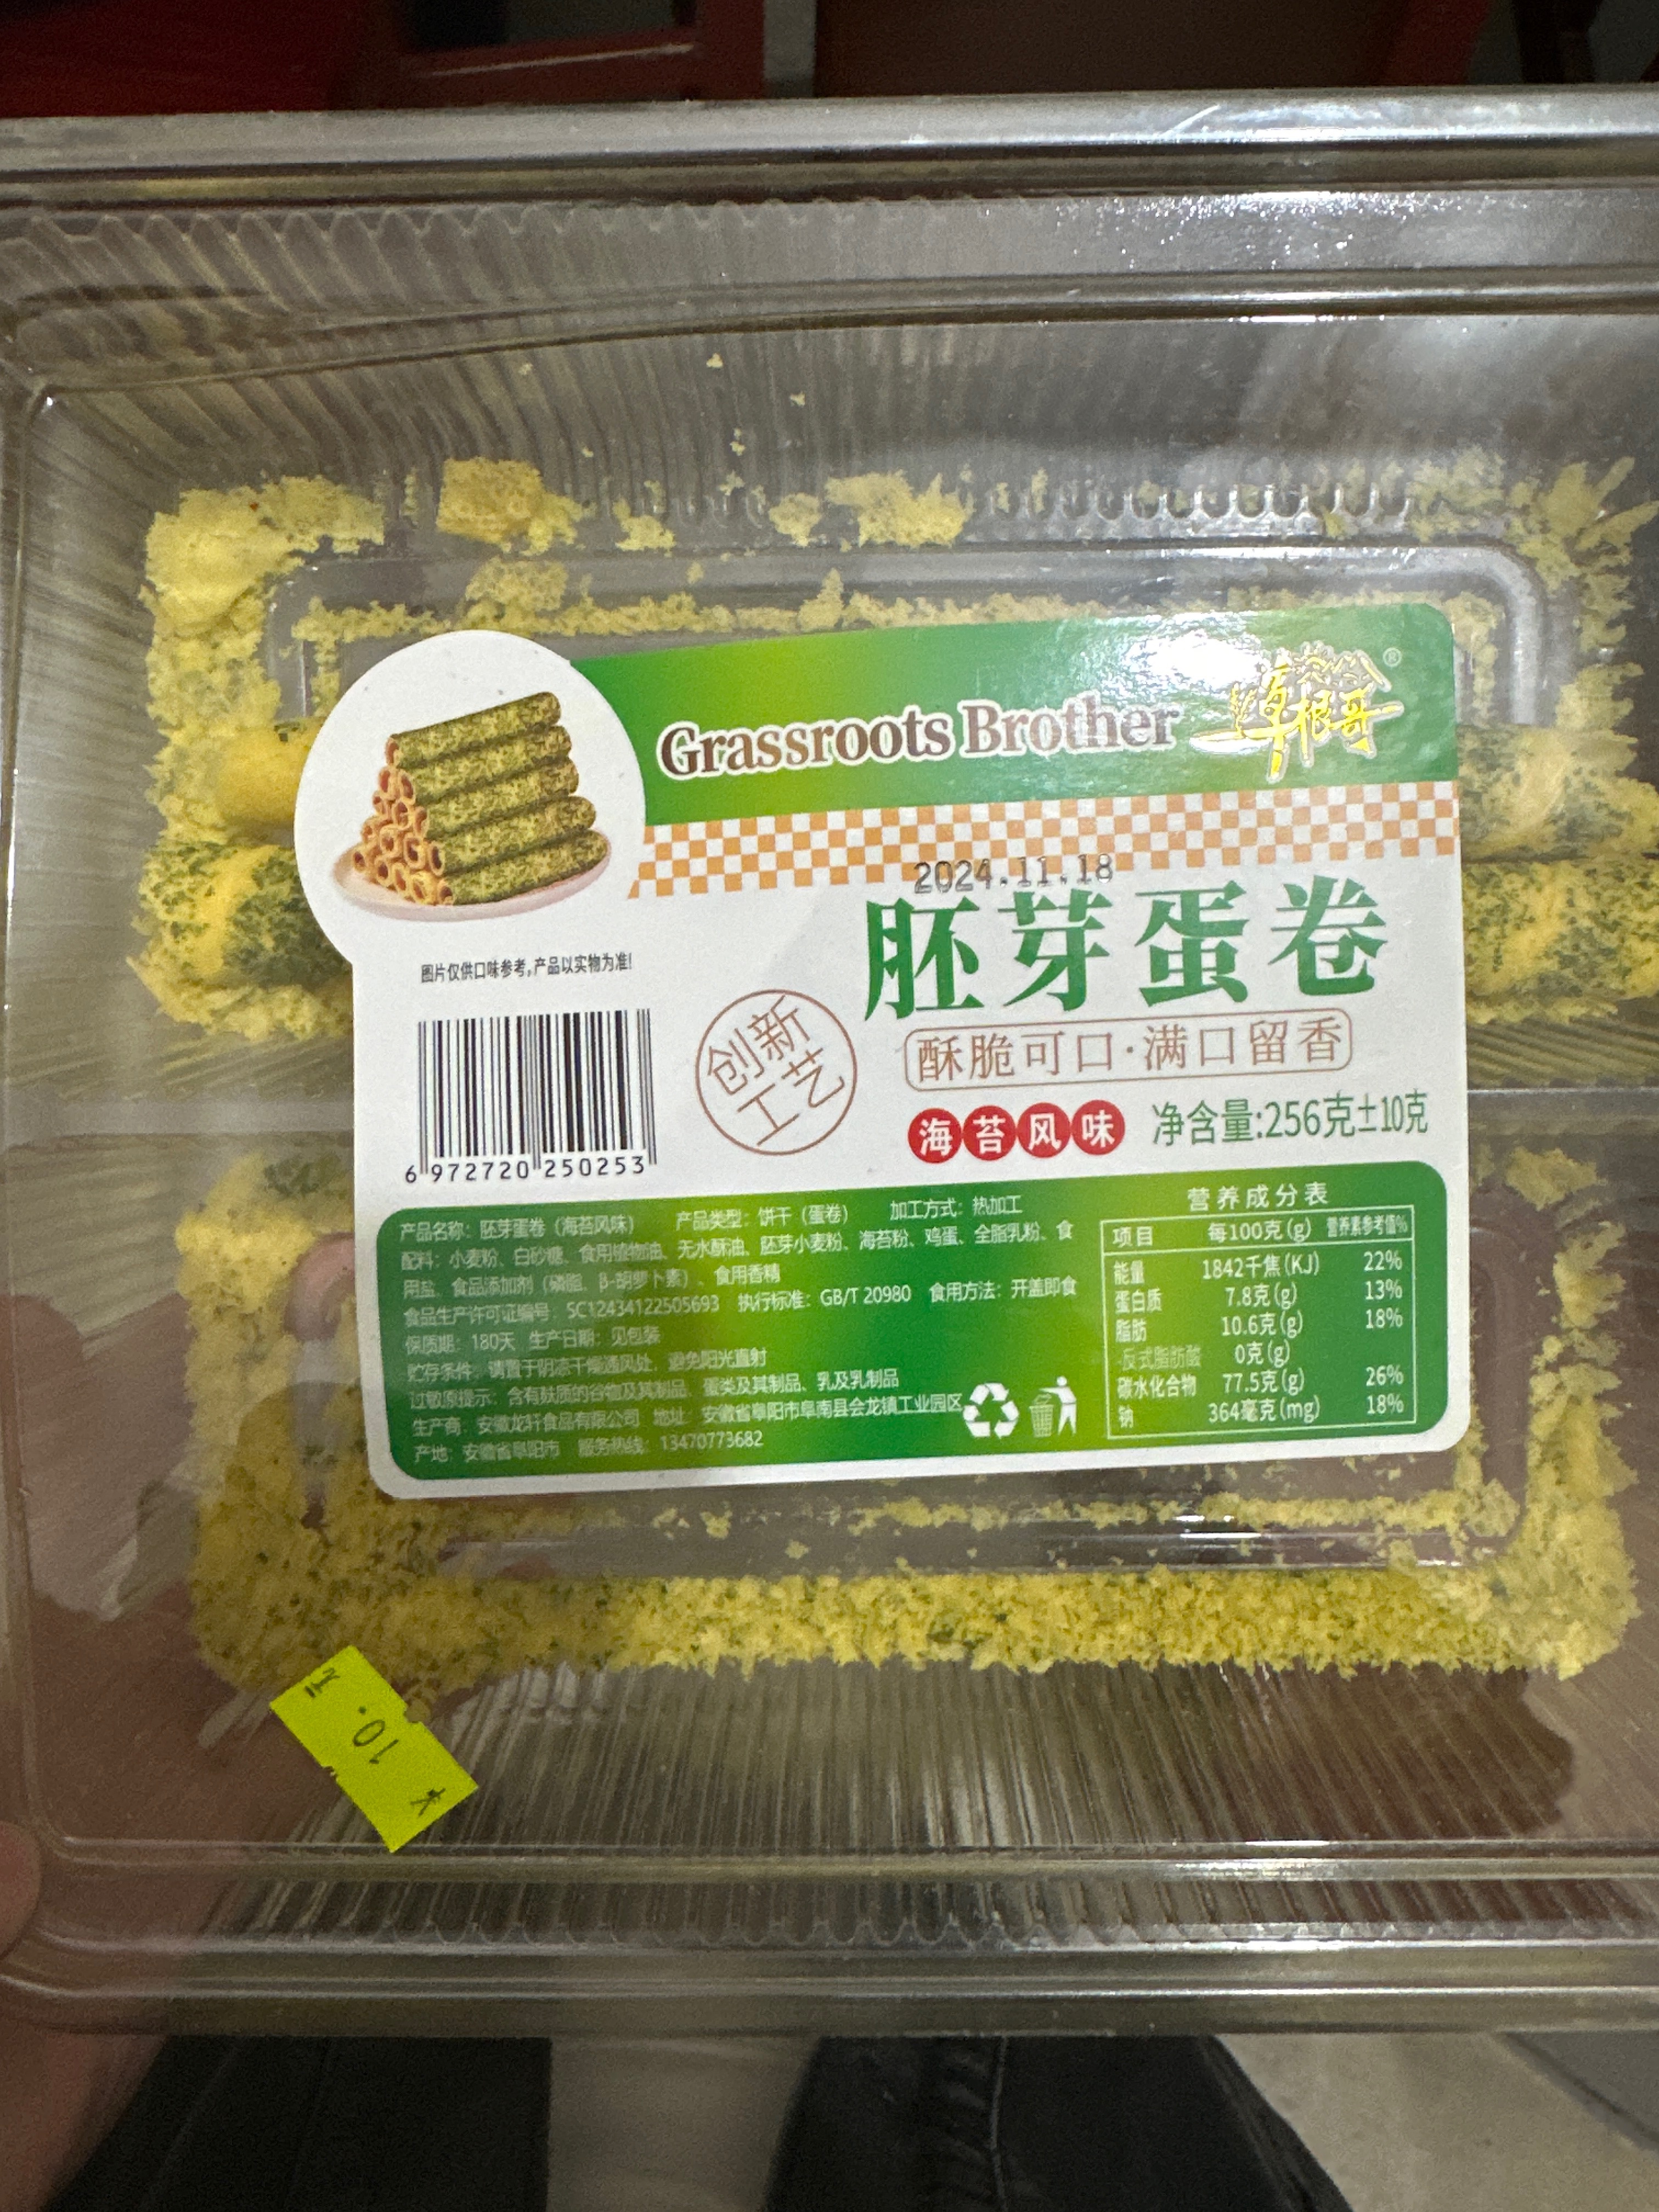 Grassroots Brother 草根哥®
2024.11.18
胚芽蛋卷
图片仅供口味参考,产品以实物为准!
创新
工艺
酥脆可口·满口留香
海苔风味 净含量:256克±10克
6 972720 250253
产品名称：胚芽蛋卷（海苔风味） 产品类型：饼干（蛋卷） 加工方式：热加工
配料：小麦粉、白砂糖、食用植物油、无水酥油、胚芽小麦粉、海苔粉、鸡蛋、全脂乳粉、食
用盐、食品添加剂（磷脂、β-胡萝卜素）、食用香精
食品生产许可证编号：SC12434122505693 执行标准：GB/T 20980 食用方法：开盖即食
保质期：180天 生产日期：见包装
贮存条件：请置于阴凉干燥通风处，避免阳光直射
过敏原提示：含有麸质的谷物及其制品、蛋类及其制品、乳及乳制品
生产商：安徽龙轩食品有限公司 地址：安徽省阜阳市阜南县会龙镇工业园区
产地：安徽省阜阳市 服务热线：13470773682
营养成分表
项目 每100克(g) 营养素参考值%
能量 1842千焦(KJ) 22%
蛋白质 7.8克(g) 13%
脂肪 10.6克(g) 18%
-反式脂肪酸 0克(g)
碳水化合物 77.5克(g) 26%
钠 364毫克(mg) 18%
10.